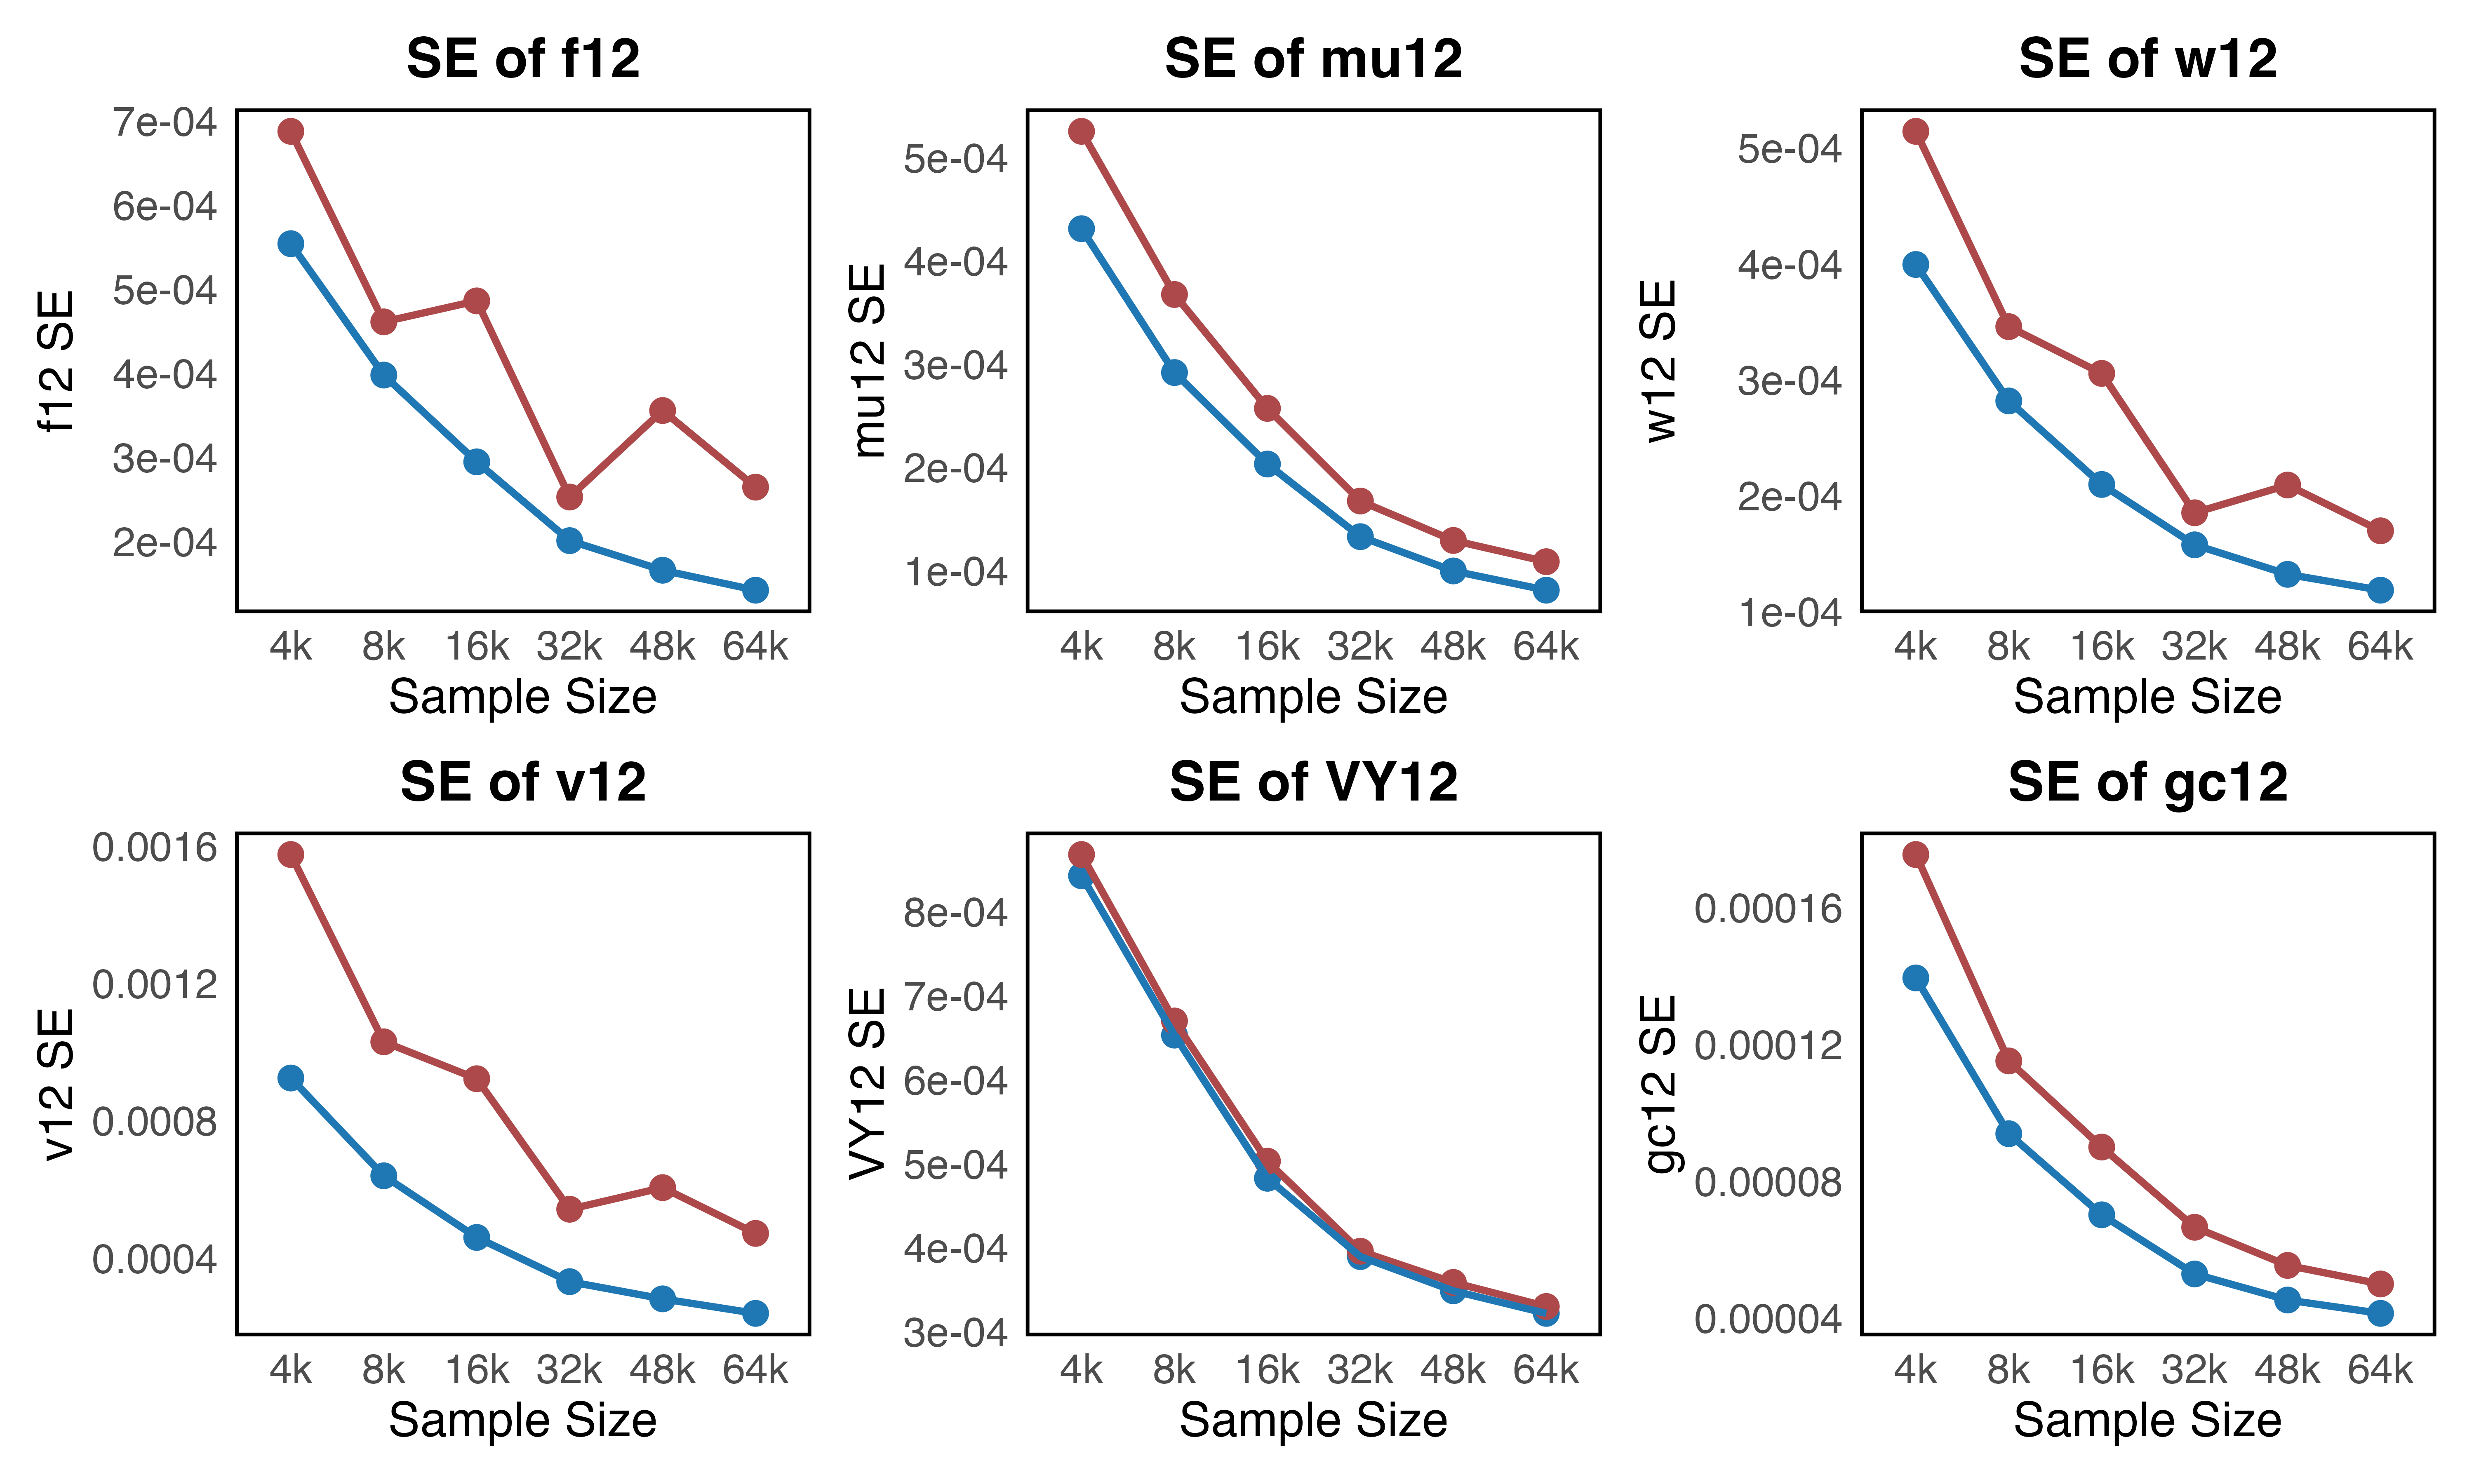 SE of f12
f12 SE
7e-04
6e-04
5e-04
4e-04
3e-04
2e-04
4k 8k 16k 32k 48k 64k
Sample Size
SE of mu12
mu12 SE
5e-04
4e-04
3e-04
2e-04
1e-04
4k 8k 16k 32k 48k 64k
Sample Size
SE of w12
w12 SE
5e-04
4e-04
3e-04
2e-04
1e-04
4k 8k 16k 32k 48k 64k
Sample Size
SE of v12
v12 SE
0.0016
0.0012
0.0008
0.0004
4k 8k 16k 32k 48k 64k
Sample Size
SE of VY12
VY12 SE
8e-04
7e-04
6e-04
5e-04
4e-04
3e-04
4k 8k 16k 32k 48k 64k
Sample Size
SE of gc12
gc12 SE
0.00016
0.00012
0.00008
0.00004
4k 8k 16k 32k 48k 64k
Sample Size